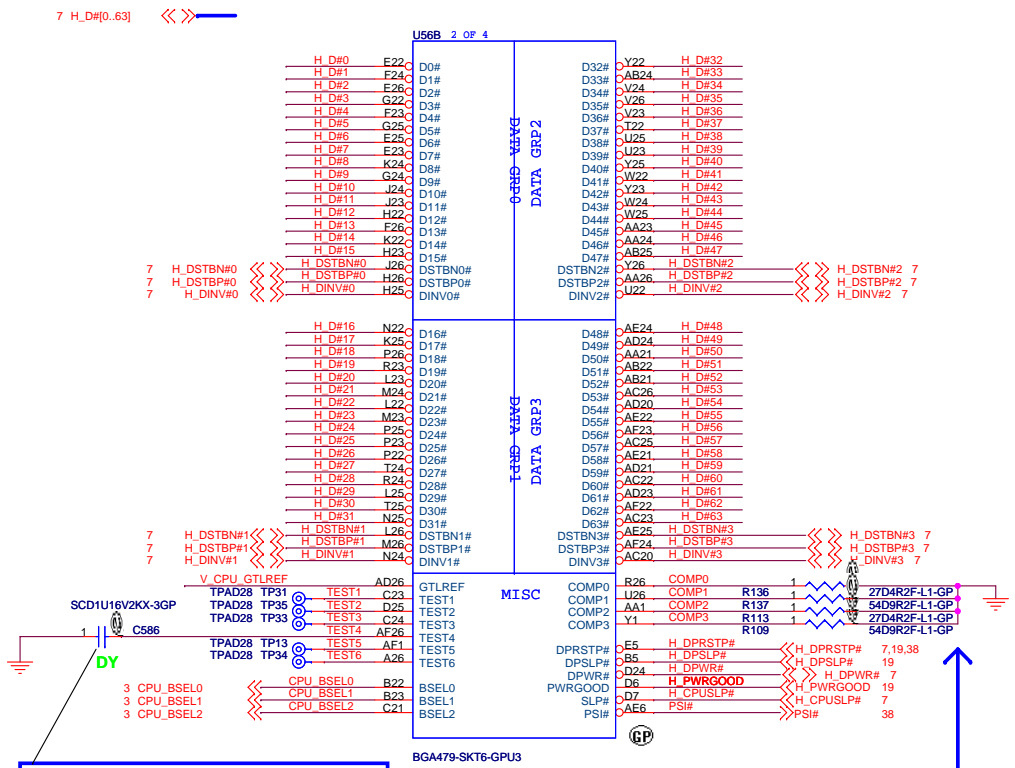 7 H_D#[0..63]
U56B 2 OF 4
H_D#0 E22 D0# D32# Y22 H_D#32
H_D#1 F24 D1# D33# AB24 H_D#33
H_D#2 E26 D2# D34# V24 H_D#34
H_D#3 G22 D3# D35# V26 H_D#35
H_D#4 F23 D4# D36# V23 H_D#36
H_D#5 G25 D5# D37# T22 H_D#37
H_D#6 E25 D6# D38# U25 H_D#38
H_D#7 E23 D7# D39# U23 H_D#39
H_D#8 K24 D8# D40# Y25 H_D#40
H_D#9 G24 D9# D41# W22 H_D#41
H_D#10 J24 D10# D42# Y23 H_D#42
H_D#11 J23 D11# D43# W24 H_D#43
H_D#12 H22 D12# D44# W25 H_D#44
H_D#13 F26 D13# D45# AA23 H_D#45
H_D#14 K22 D14# D46# AA24 H_D#46
H_D#15 H23 D15# D47# AB25 H_D#47
7 H_DSTBN#0 H_DSTBN#0 J26 DSTBN0# DSTBN2# Y26 H_DSTBN#2 H_DSTBN#2 7
7 H_DSTBP#0 H_DSTBP#0 H26 DSTBP0# DSTBP2# AA26 H_DSTBP#2 H_DSTBP#2 7
7 H_DINV#0 H_DINV#0 H25 DINV0# DINV2# U22 H_DINV#2 H_DINV#2 7
DATA GRP0
DATA GRP2
H_D#16 N22 D16# D48# AE24 H_D#48
H_D#17 K25 D17# D49# AD24 H_D#49
H_D#18 P26 D18# D50# AA21 H_D#50
H_D#19 R23 D19# D51# AB22 H_D#51
H_D#20 L23 D20# D52# AB21 H_D#52
H_D#21 M24 D21# D53# AC26 H_D#53
H_D#22 L22 D22# D54# AD20 H_D#54
H_D#23 M23 D23# D55# AE22 H_D#55
H_D#24 P25 D24# D56# AF23 H_D#56
H_D#25 P23 D25# D57# AC25 H_D#57
H_D#26 P22 D26# D58# AE21 H_D#58
H_D#27 T24 D27# D59# AD21 H_D#59
H_D#28 R24 D28# D60# AC22 H_D#60
H_D#29 L25 D29# D61# AD23 H_D#61
H_D#30 T25 D30# D62# AF22 H_D#62
H_D#31 N25 D31# D63# AC23 H_D#63
7 H_DSTBN#1 H_DSTBN#1 L26 DSTBN1# DSTBN3# AE25 H_DSTBN#3 H_DSTBN#3 7
7 H_DSTBP#1 H_DSTBP#1 M26 DSTBP1# DSTBP3# AF24 H_DSTBP#3 H_DSTBP#3 7
7 H_DINV#1 H_DINV#1 N24 DINV1# DINV3# AC20 H_DINV#3 H_DINV#3 7
DATA GRP1
DATA GRP3
MISC
V_CPU_GTLREF AD26 GTLREF COMP0 R26 COMP0 1 R136 27D4R2F-L1-GP
TPAD28 TP31 TEST1 C23 TEST1 COMP1 U26 COMP1 1 R137 54D9R2F-L1-GP
TPAD28 TP35 TEST2 D25 TEST2 COMP2 AA1 COMP2 1 R113 27D4R2F-L1-GP
TPAD28 TP33 TEST3 C24 TEST3 COMP3 Y1 COMP3 1 R109 54D9R2F-L1-GP
SCD1U16V2KX-3GP
1 C586 TEST4 AF26 TEST4
DY
TPAD28 TP13 TEST5 AF1 TEST5 DPRSTP# E5 H_DPRSTP# H_DPRSTP# 7,19,38
TPAD28 TP34 TEST6 A26 TEST6 DPSLP# B5 H_DPSLP# H_DPSLP# 19
DPWR# D24 H_DPWR# H_DPWR# 7
3 CPU_BSEL0 CPU_BSEL0 B22 BSEL0 PWRGOOD D6 H_PWRGOOD H_PWRGOOD 19
3 CPU_BSEL1 CPU_BSEL1 B23 BSEL1 SLP# D7 H_CPUSLP# H_CPUSLP# 7
3 CPU_BSEL2 CPU_BSEL2 C21 BSEL2 PSI# AE6 PSI# PSI# 38
GP
BGA479-SKT6-GPU3